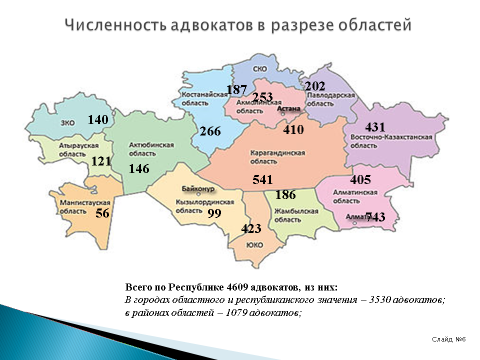 Численность адвокатов в разрезе областей
СКО
187
202
Костанайская
область
253
Павлодарская
область
Акмолинская
область
Астана
ЗКО
140
266
410
431
Восточно-Казахстанская
область
Атырауская
область
121
Актюбинская
область
146
Карагандинская
область
541
405
Мангистауская
область
56
Байконур
Кызылординская
область
99
186
Жамбылская
область
Алматинская
область
Алматы
743
423
ЮКО
Всего по Республике 4609 адвокатов, из них:
В городах областного и республиканского значения – 3530 адвокатов;
в районах областей – 1079 адвокатов;
Слайд №6